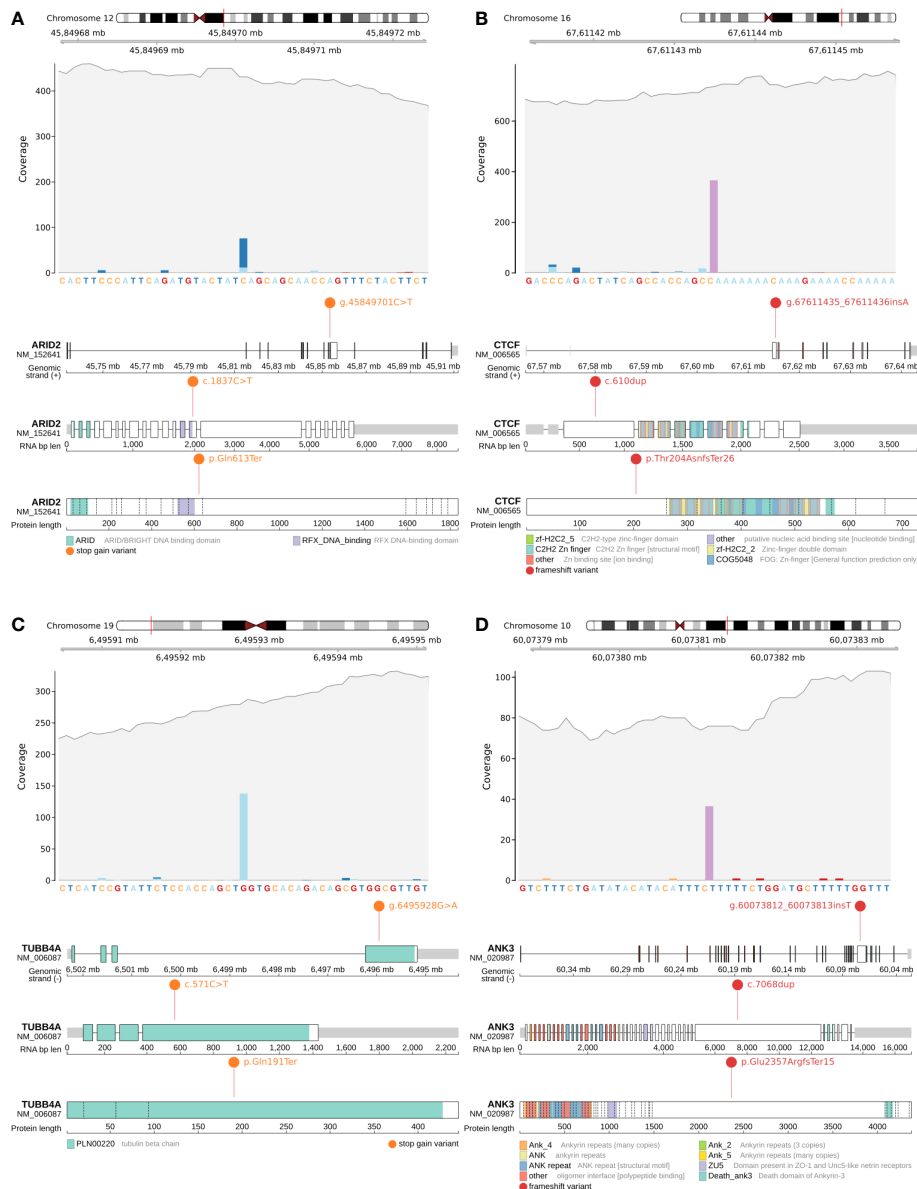 A
Chromosome 12
45,84968 mb
45,84970 mb
45,84972 mb
45,84969 mb
45,84971 mb
Coverage
400
300
200
100
0
CACTTCCCATTCAGATGTACTATCAGCAGCAACCAGTTTCTACTTCT
g.45849701C>T
ARID2
NM_152641
Genomic strand (+)
45,75 mb
45,77 mb
45,79 mb
45,81 mb
45,83 mb
45,85 mb
45,87 mb
45,89 mb
45,91 mb
c.1837C>T
ARID2
NM_152641
RNA bp len
0
1,000
2,000
3,000
4,000
5,000
6,000
7,000
8,000
p.Gln613Ter
ARID2
NM_152641
Protein length
0
200
400
600
800
1000
1200
1400
1600
1800
ARID ARID/BRIGHT DNA binding domain
RFX_DNA_binding RFX DNA-binding domain
stop gain variant
B
Chromosome 16
67,61142 mb
67,61144 mb
67,61143 mb
67,61145 mb
Coverage
600
400
200
0
GACCCAGACTATCAGCCACCAGCCAAAAAAACAAAGAAAACCAAAAA
g.67611435_67611436insA
CTCF
NM_006565
Genomic strand (+)
67,57 mb
67,58 mb
67,59 mb
67,60 mb
67,61 mb
67,62 mb
67,63 mb
67,64 mb
c.610dup
CTCF
NM_006565
RNA bp len
0
500
1,000
1,500
2,000
2,500
3,000
3,500
p.Thr204AsnfsTer26
CTCF
NM_006565
Protein length
0
100
200
300
400
500
600
700
zf-H2C2_5 C2H2-type zinc-finger domain
other putative nucleic acid binding site [nucleotide binding]
C2H2 Zn finger C2H2 Zn finger [structural motif]
zf-H2C2_2 Zinc-finger double domain
other Zn binding site [ion binding]
COG5048 FOG: Zn-finger [General function prediction only]
frameshift variant
C
Chromosome 19
6,49591 mb
6,49593 mb
6,49595 mb
6,49592 mb
6,49594 mb
Coverage
300
250
200
150
100
50
0
CTCATCCGTATTCTCCACCAGCTGGTGCACAGACAGCGTGGCGTTGT
g.6495928G>A
TUBB4A
NM_006087
Genomic strand (-)
6,502 mb
6,501 mb
6,500 mb
6,499 mb
6,498 mb
6,497 mb
6,496 mb
6,495 mb
c.571C>T
TUBB4A
NM_006087
RNA bp len
0
200
400
600
800
1,000
1,200
1,400
1,600
1,800
2,000
2,200
p.Gln191Ter
TUBB4A
NM_006087
Protein length
0
50
100
150
200
250
300
350
400
PLN00220 tubulin beta chain
stop gain variant
D
Chromosome 10
60,07379 mb
60,07381 mb
60,07383 mb
60,07380 mb
60,07382 mb
Coverage
100
80
60
40
20
0
GTCTTTCTGATATACATACATTTCTTTTTCTGGATGCTTTTTGGTTT
g.60073812_60073813insT
ANK3
NM_020987
Genomic strand (-)
60,34 mb
60,29 mb
60,24 mb
60,19 mb
60,14 mb
60,09 mb
60,04 mb
c.7068dup
ANK3
NM_020987
RNA bp len
0
2,000
4,000
6,000
8,000
10,000
12,000
14,000
16,000
p.Glu2357ArgfsTer15
ANK3
NM_020987
Protein length
0
1000
2000
3000
4000
Ank_4 Ankyrin repeats (many copies)
Ank_2 Ankyrin repeats (3 copies)
ANK ankyrin repeats
Ank_5 Ankyrin repeats (many copies)
ANK repeat ANK repeat [structural motif]
ZU5 Domain present in ZO-1 and Unc5-like netrin receptors
other oligomer interface [polypeptide binding]
Death_ank3 Death domain of Ankyrin-3
frameshift variant